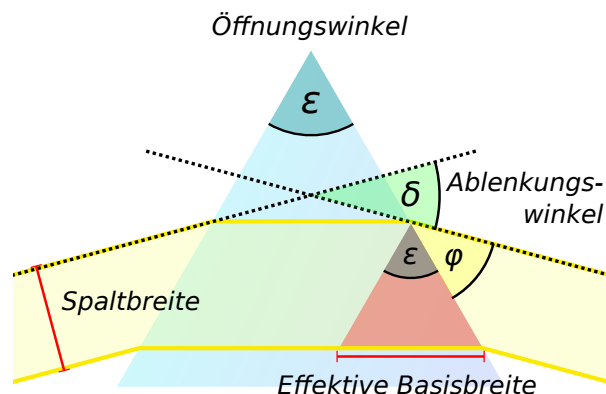 Öffnungswinkel
ε
δ
Ablenkungs-
winkel
ε
φ
Spaltbreite
Effektive Basisbreite